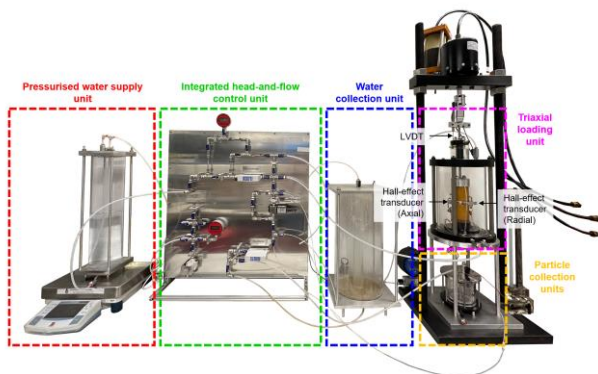 Pressurised water supply
unit
Integrated head-and-flow
control unit
Water
collection unit
Triaxial
loading
unit
LVDT
Hall-effect
transducer
(Axial)
Hall-effect
transducer
(Radial)
Particle
collection
units